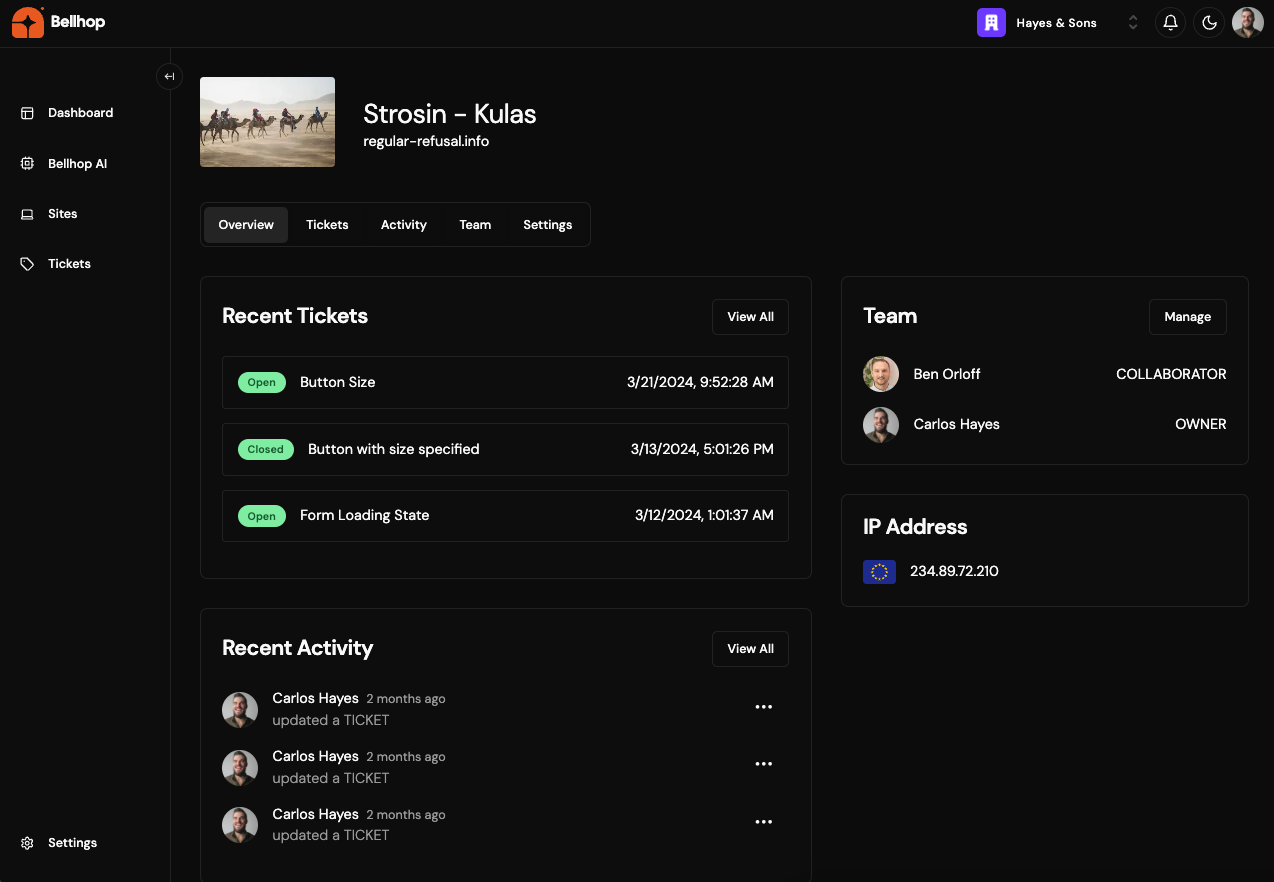 Bellhop
Hayes & Sons
Dashboard
Bellhop AI
Sites
Tickets
Settings
Strosin - Kulas
regular-refusal.info
Overview Tickets Activity Team Settings
Recent Tickets View All
Open Button Size 3/21/2024, 9:52:28 AM
Closed Button with size specified 3/13/2024, 5:01:26 PM
Open Form Loading State 3/12/2024, 1:01:37 AM
Recent Activity View All
Carlos Hayes 2 months ago
updated a TICKET
Carlos Hayes 2 months ago
updated a TICKET
Carlos Hayes 2 months ago
updated a TICKET
Team Manage
Ben Orloff COLLABORATOR
Carlos Hayes OWNER
IP Address
234.89.72.210